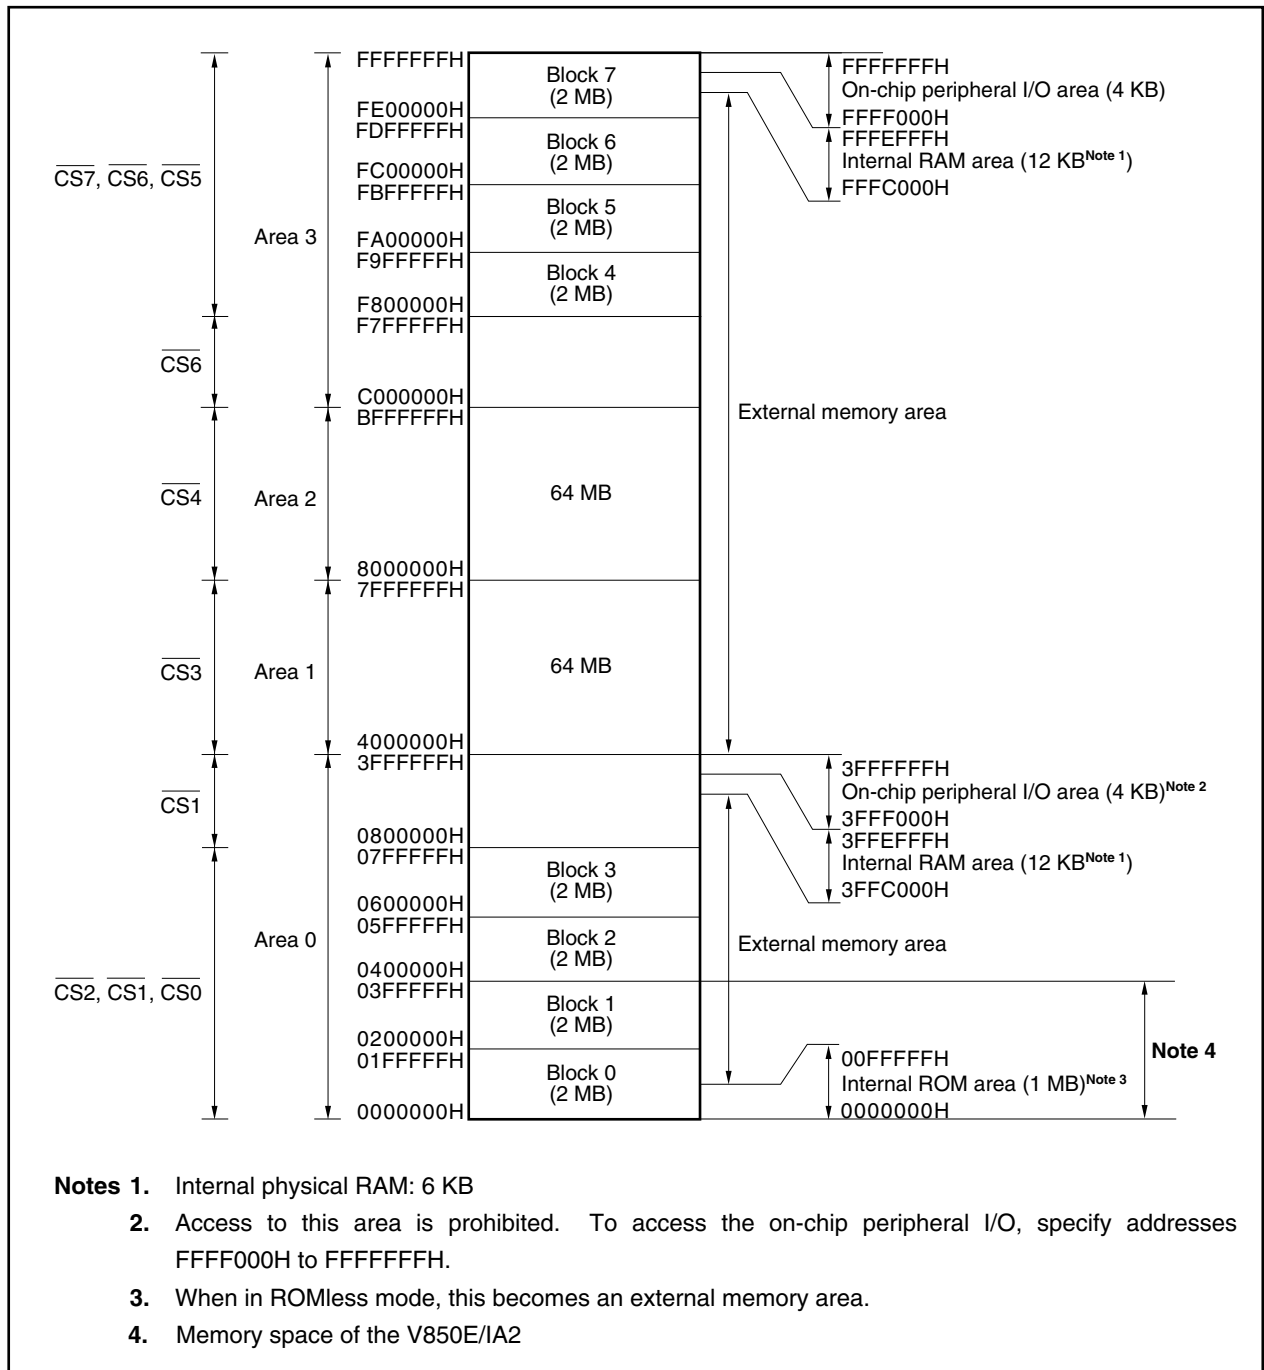 FFFFFFFH
Block 7
(2 MB)
FE00000H
FDFFFFFH
Block 6
(2 MB)
FC00000H
FBFFFFFH
Block 5
(2 MB)
FA00000H
F9FFFFFH
Block 4
(2 MB)
F800000H
F7FFFFFH
C000000H
BFFFFFFH
64 MB
8000000H
7FFFFFFH
64 MB
4000000H
3FFFFFFH
0800000H
07FFFFFH
Block 3
(2 MB)
0600000H
05FFFFFH
Block 2
(2 MB)
0400000H
03FFFFFH
Block 1
(2 MB)
0200000H
01FFFFFH
Block 0
(2 MB)
0000000H
CS7, CS6, CS5
CS6
CS4
CS3
CS1
CS2, CS1, CS0
Area 3
Area 2
Area 1
Area 0
FFFFFFFH
On-chip peripheral I/O area (4 KB)
FFFF000H
FFFEFFFH
Internal RAM area (12 KBNote 1)
FFFC000H
External memory area
3FFFFFFH
On-chip peripheral I/O area (4 KB)Note 2
3FFF000H
3FFEFFFH
Internal RAM area (12 KBNote 1)
3FFC000H
External memory area
00FFFFFH
Internal ROM area (1 MB)Note 3
0000000H
Note 4
Notes 1. Internal physical RAM: 6 KB
2. Access to this area is prohibited. To access the on-chip peripheral I/O, specify addresses
FFFF000H to FFFFFFFH.
3. When in ROMless mode, this becomes an external memory area.
4. Memory space of the V850E/IA2